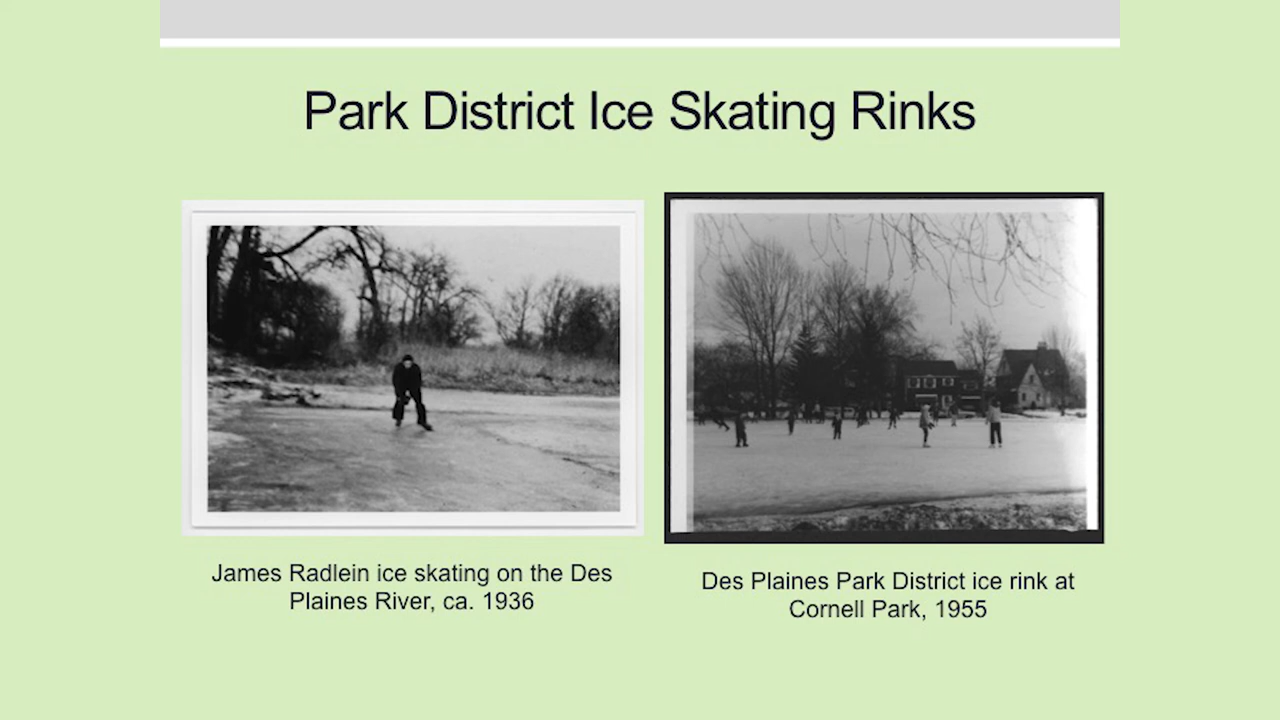 Park District Ice Skating Rinks
James Radlein ice skating on the Des
Plaines River, ca. 1936
Des Plaines Park District ice rink at
Cornell Park, 1955